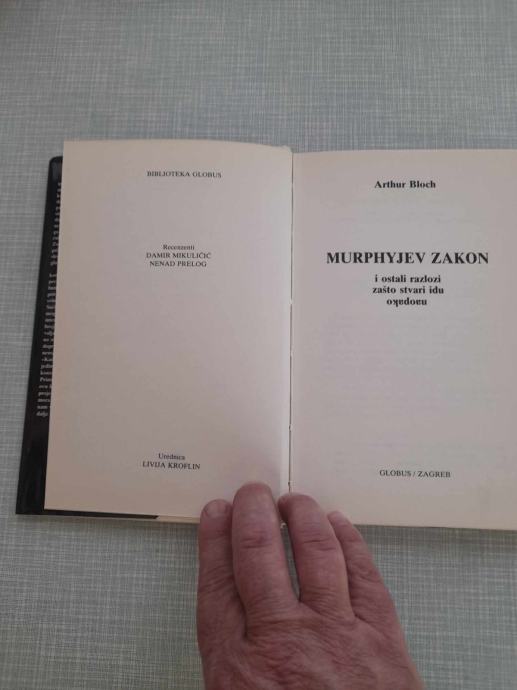 BIBLIOTEKA GLOBUS
Recenzenti
DAMIR MIKULIČIĆ
NENAD PRELOG
Urednica
LIVIJA KROFLIN
Arthur Bloch
MURPHYJEV ZAKON
i ostali razlozi
zašto stvari idu
naopako
GLOBUS / ZAGREB